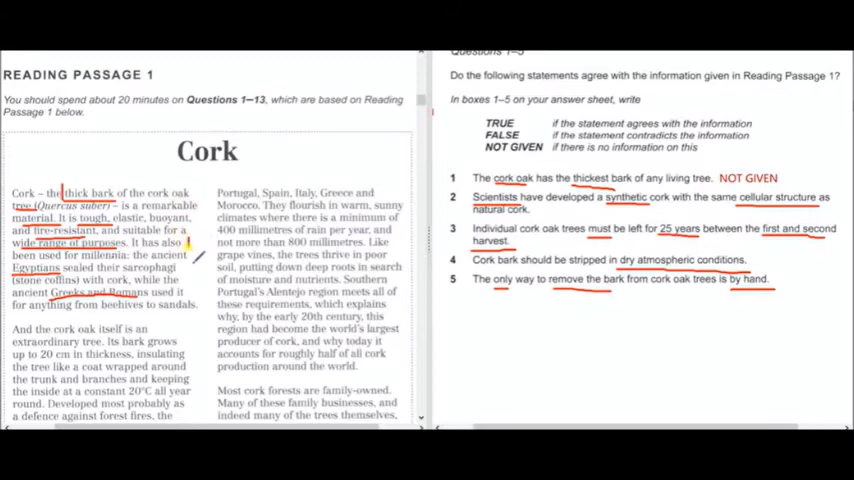 READING PASSAGE 1
You should spend about 20 minutes on Questions 1–13, which are based on Reading
Passage 1 below.
Cork
Cork – the thick bark of the cork oak
tree (Quercus suber) – is a remarkable
material. It is tough, elastic, buoyant,
and fire-resistant, and suitable for a
wide range of purposes. It has also
been used for millennia: the ancient
Egyptians sealed their sarcophagi
(stone coffins) with cork, while the
ancient Greeks and Romans used it
for anything from beehives to sandals.
And the cork oak itself is an
extraordinary tree. Its bark grows
up to 20 cm in thickness, insulating
the tree like a coat wrapped around
the trunk and branches and keeping
the inside at a constant 20°C all year
round. Developed most probably as
a defence against forest fires, the
Portugal, Spain, Italy, Greece and
Morocco. They flourish in warm, sunny
climates where there is a minimum of
400 millimetres of rain per year, and
not more than 800 millimetres. Like
grape vines, the trees thrive in poor
soil, putting down deep roots in search
of moisture and nutrients. Southern
Portugal's Alentejo region meets all of
these requirements, which explains
why, by the early 20th century, this
region had become the world's largest
producer of cork, and why today it
accounts for roughly half of all cork
production around the world.
Most cork forests are family-owned.
Many of these family businesses, and
indeed many of the trees themselves,
Questions 1–5
Do the following statements agree with the information given in Reading Passage 1?
In boxes 1–5 on your answer sheet, write
TRUE if the statement agrees with the information
FALSE if the statement contradicts the information
NOT GIVEN if there is no information on this
1 The cork oak has the thickest bark of any living tree. NOT GIVEN
2 Scientists have developed a synthetic cork with the same cellular structure as
natural cork.
3 Individual cork oak trees must be left for 25 years between the first and second
harvest.
4 Cork bark should be stripped in dry atmospheric conditions.
5 The only way to remove the bark from cork oak trees is by hand.